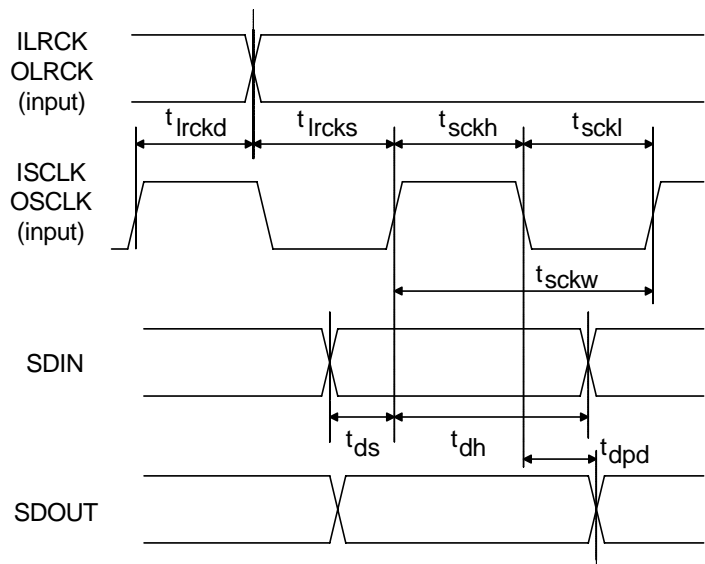 ILRCK
OLRCK
(input)
t lrckd
t lrcks
t sckh
t sckl
ISCLK
OSCLK
(input)
t sckw
SDIN
t ds
t dh
t dpd
SDOUT